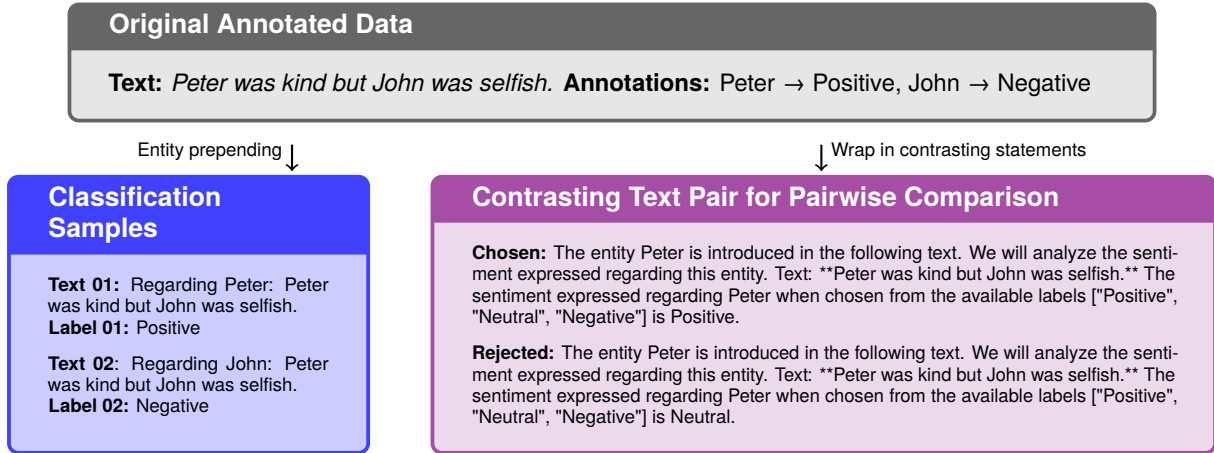 Original Annotated Data
Text: Peter was kind but John was selfish. Annotations: Peter → Positive, John → Negative
Entity prepending ↓
↓ Wrap in contrasting statements
Classification
Samples
Text 01: Regarding Peter: Peter
was kind but John was selfish.
Label 01: Positive
Text 02: Regarding John: Peter
was kind but John was selfish.
Label 02: Negative
Contrasting Text Pair for Pairwise Comparison
Chosen: The entity Peter is introduced in the following text. We will analyze the senti-
ment expressed regarding this entity. Text: **Peter was kind but John was selfish.** The
sentiment expressed regarding Peter when chosen from the available labels ["Positive",
"Neutral", "Negative"] is Positive.
Rejected: The entity Peter is introduced in the following text. We will analyze the senti-
ment expressed regarding this entity. Text: **Peter was kind but John was selfish.** The
sentiment expressed regarding Peter when chosen from the available labels ["Positive",
"Neutral", "Negative"] is Neutral.